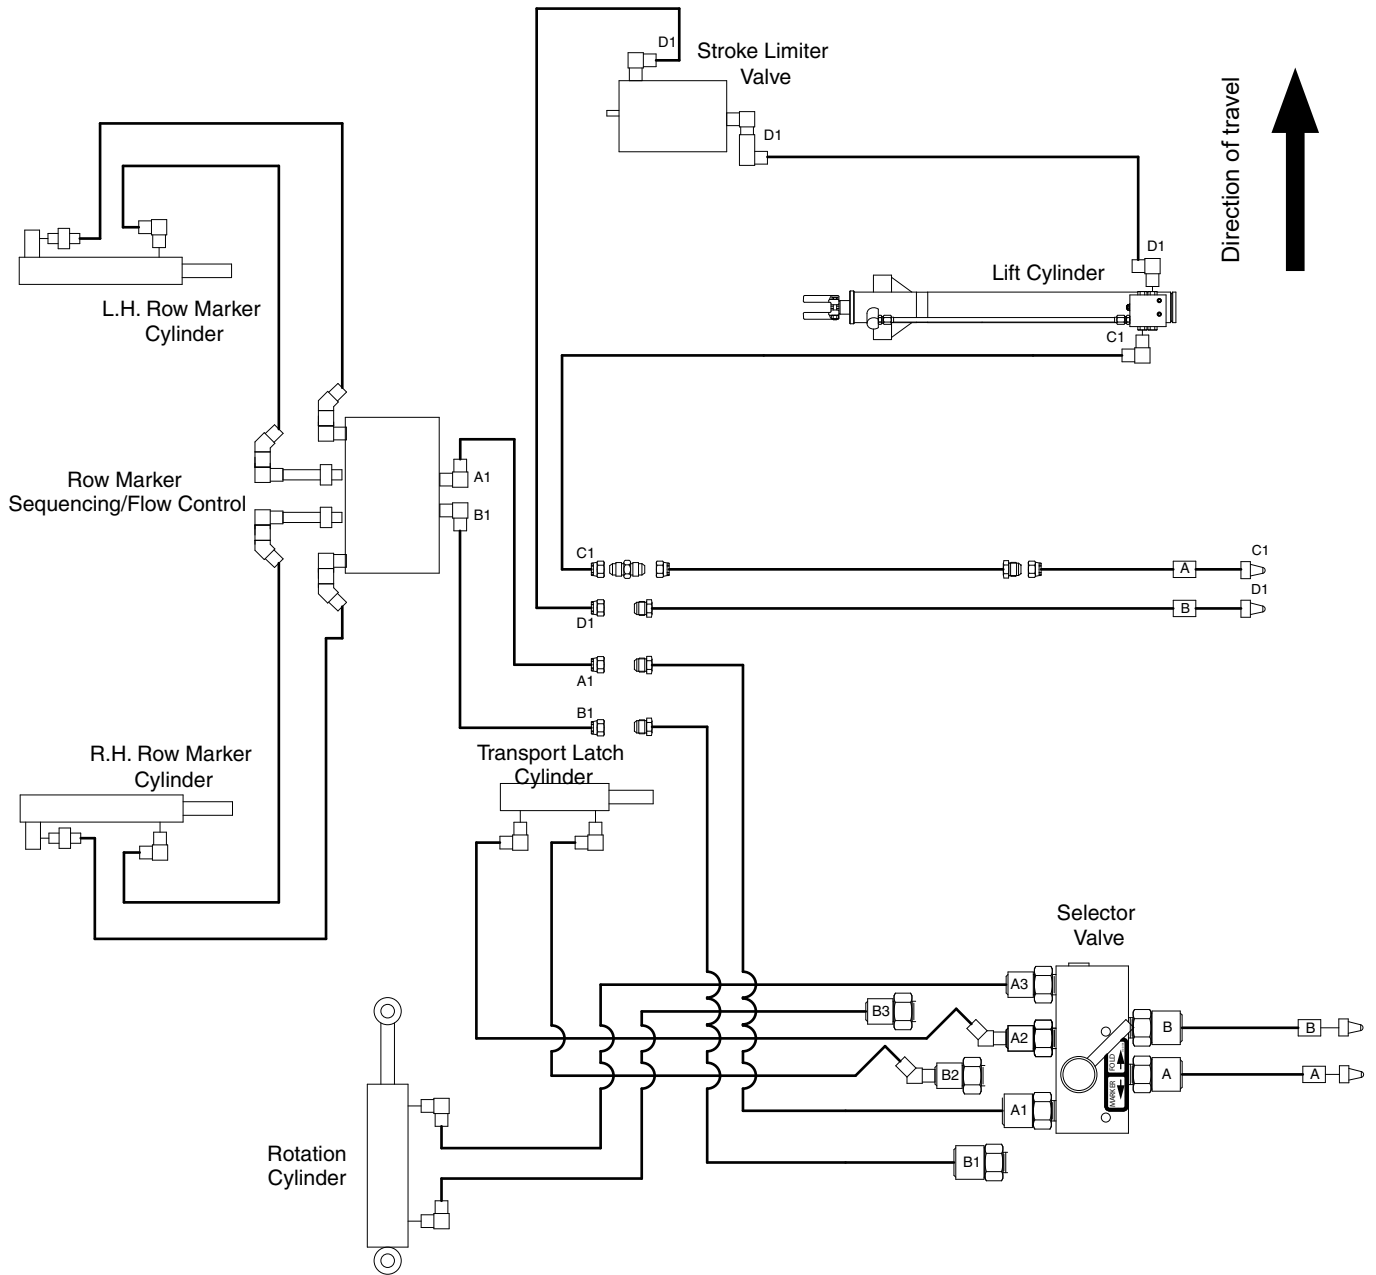 D1
Stroke Limiter
Valve
D1
Direction of travel
D1
Lift Cylinder
C1
L.H. Row Marker
Cylinder
Row Marker
Sequencing/Flow Control
A1
B1
C1
A
C1
D1
B
D1
A1
B1
R.H. Row Marker
Cylinder
Transport Latch
Cylinder
Selector
Valve
A3
B3
A2
B
B
B2
A
A
FOLD
MARKER
A1
B1
Rotation
Cylinder